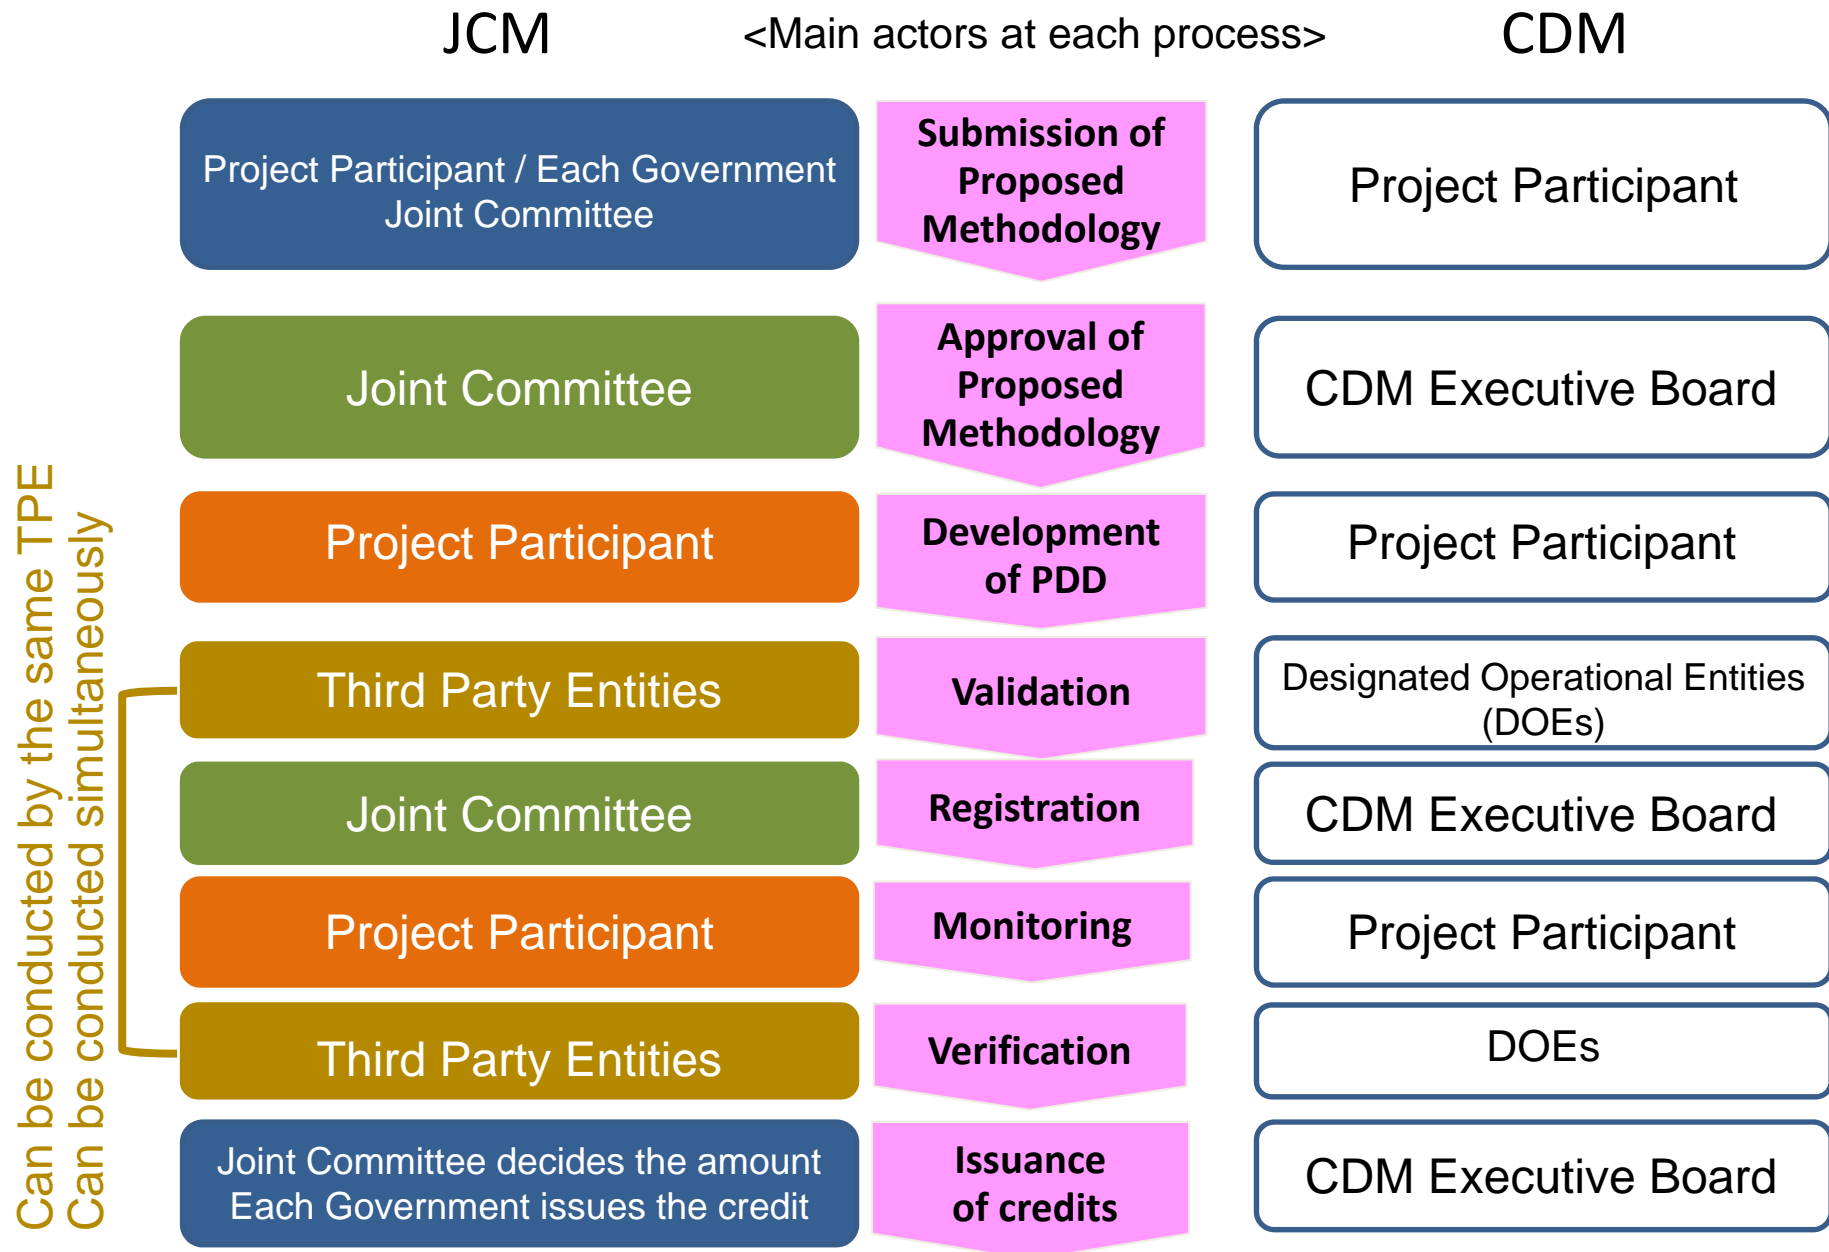 JCM
<Main actors at each process>
CDM
Project Participant / Each Government
Joint Committee
Submission of
Proposed
Methodology
Project Participant
Joint Committee
Approval of
Proposed
Methodology
CDM Executive Board
Project Participant
Development
of PDD
Project Participant
Third Party Entities
Validation
Designated Operational Entities
(DOEs)
Joint Committee
Registration
CDM Executive Board
Project Participant
Monitoring
Project Participant
Third Party Entities
Verification
DOEs
Joint Committee decides the amount
Each Government issues the credit
Issuance
of credits
CDM Executive Board
Can be conducted by the same TPE
Can be conducted simultaneously